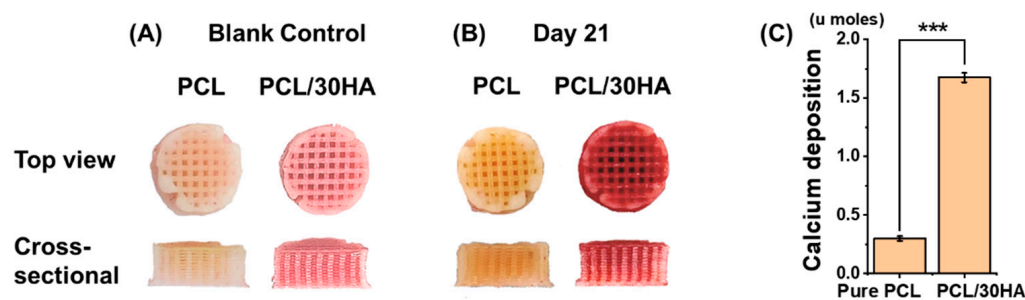 (A) Blank Control
PCL PCL/30HA
(B) Day 21
PCL PCL/30HA
Top view
Cross-
sectional
(C)
(u moles)
***
Calcium deposition
2.0
1.5
1.0
0.5
0.0
Pure PCL PCL/30HA